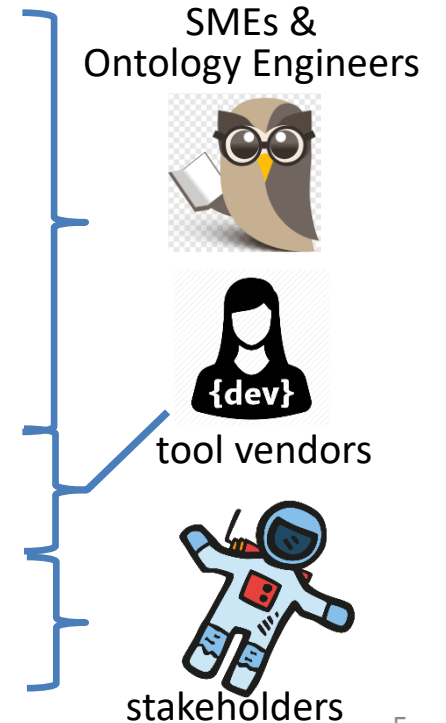 SMEs &
Ontology Engineers
{dev}
tool vendors
stakeholders